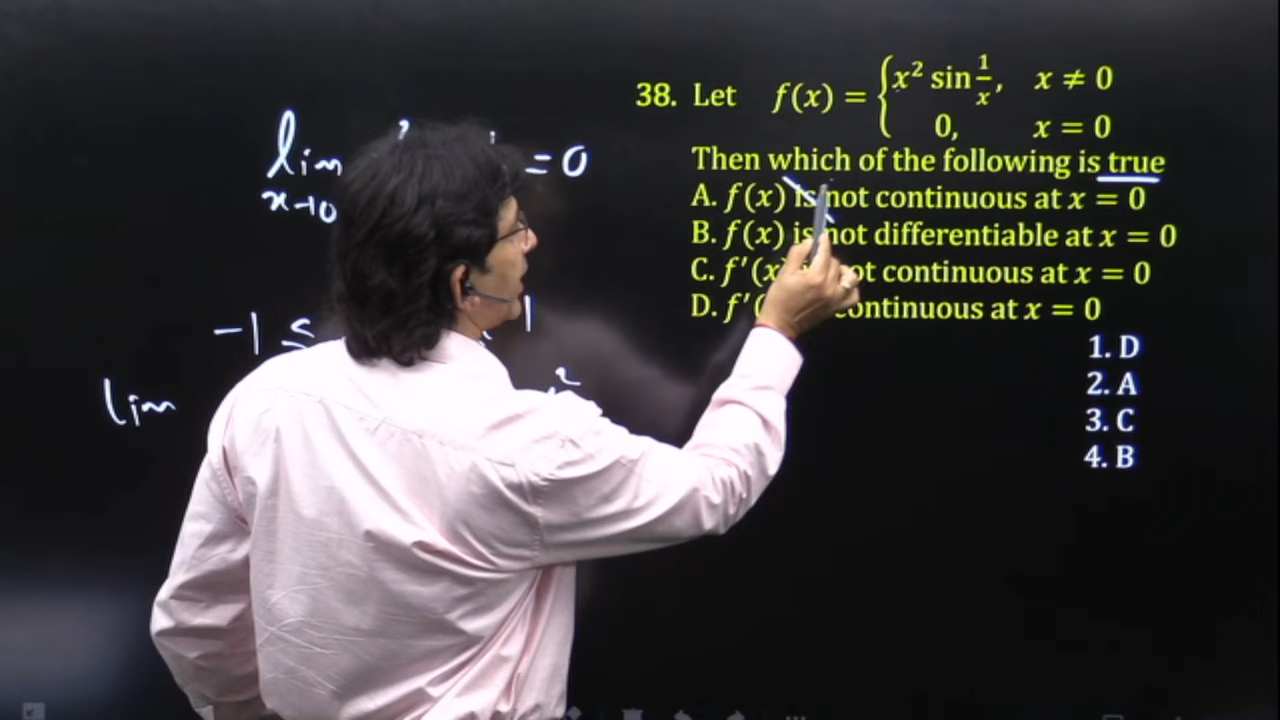 38. Let f(x) = { x² sin 1/x, x ≠ 0
0, x = 0
Then which of the following is true
A. f(x) is not continuous at x = 0
B. f(x) is not differentiable at x = 0
C. f′(x) ot continuous at x = 0
D. f′( continuous at x = 0
1. D
2. A
3. C
4. B
lim = 0
x→0
-1 ≤ 1
lim 2